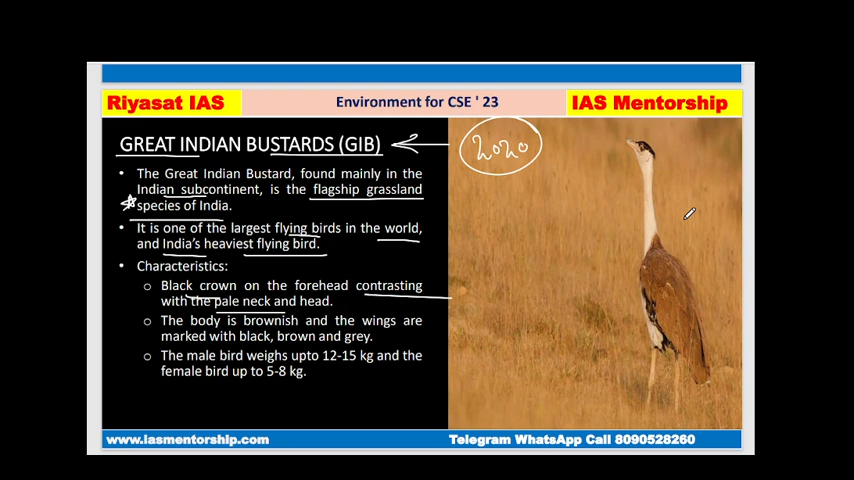 Riyasat IAS
Environment for CSE ' 23
IAS Mentorship
GREAT INDIAN BUSTARDS (GIB)
2020
• The Great Indian Bustard, found mainly in the
Indian subcontinent, is the flagship grassland
species of India.
• It is one of the largest flying birds in the world,
and India's heaviest flying bird.
• Characteristics:
o Black crown on the forehead contrasting
with the pale neck and head.
o The body is brownish and the wings are
marked with black, brown and grey.
o The male bird weighs upto 12-15 kg and the
female bird up to 5-8 kg.
www.iasmentorship.com
Telegram WhatsApp Call 8090528260